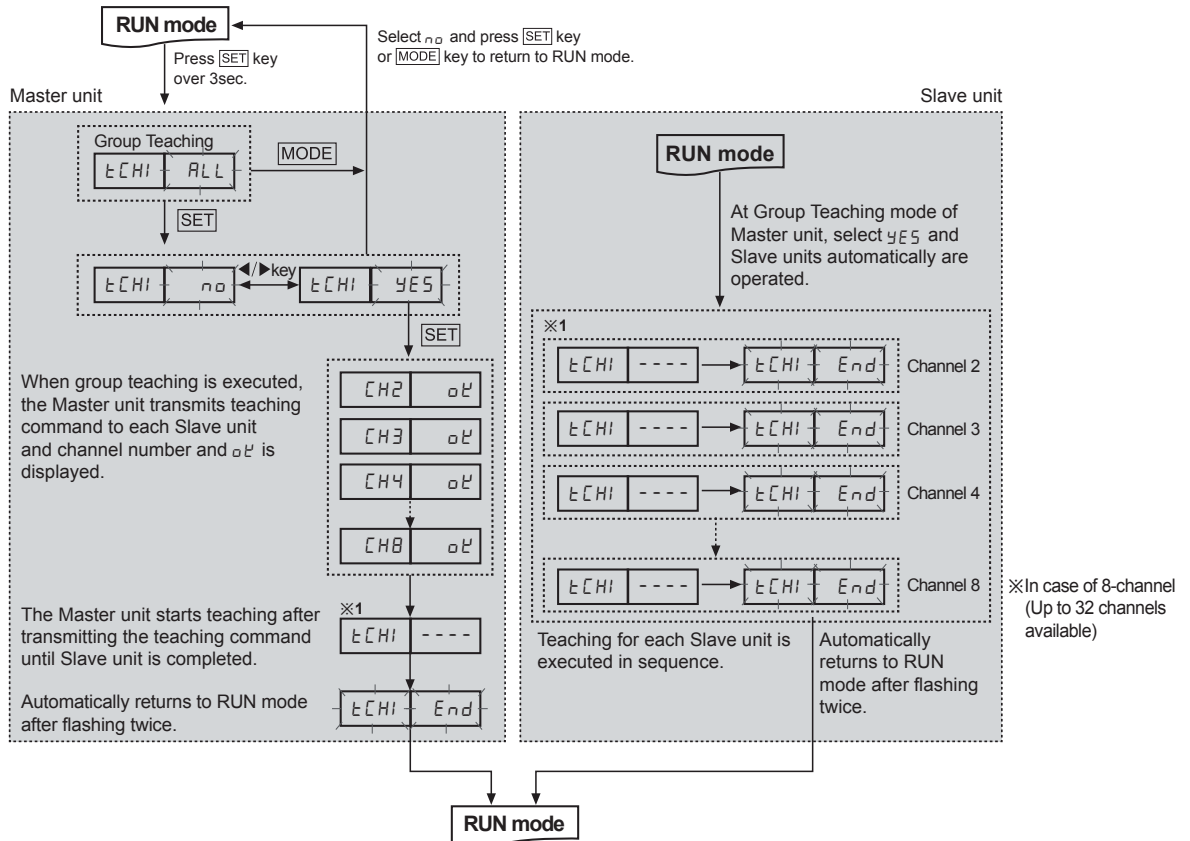 RUN mode
Press SET key
over 3sec.
Select no and press SET key
or MODE key to return to RUN mode.
Master unit
Group Teaching
tCH1 ALL
MODE
SET
tCH1 no
◀/▶key
tCH1 YES
SET
When group teaching is executed,
the Master unit transmits teaching
command to each Slave unit
and channel number and ok is
displayed.
CH2 ok
CH3 ok
CH4 ok
CH8 ok
The Master unit starts teaching after
transmitting the teaching command
until Slave unit is completed.
※1
tCH1 ----
Automatically returns to RUN mode
after flashing twice.
tCH1 End
Slave unit
RUN mode
At Group Teaching mode of
Master unit, select YES and
Slave units automatically are
operated.
※1
tCH1 ---- tCH1 End Channel 2
tCH1 ---- tCH1 End Channel 3
tCH1 ---- tCH1 End Channel 4
tCH1 ---- tCH1 End Channel 8
Teaching for each Slave unit is
executed in sequence.
Automatically
returns to RUN
mode after flashing
twice.
※In case of 8-channel
(Up to 32 channels
available)
RUN mode